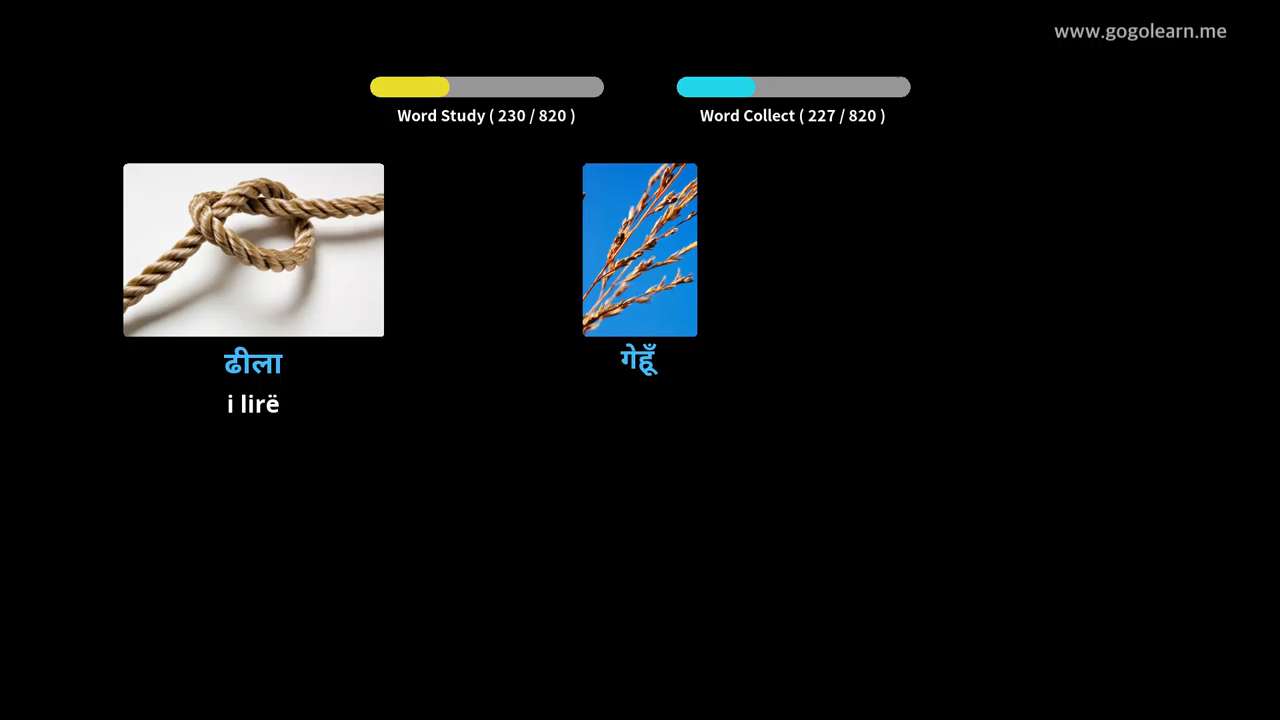 www.gogolearn.me
Word Study ( 230 / 820 )
Word Collect ( 227 / 820 )
ढीला
i lirë
गेहूँ